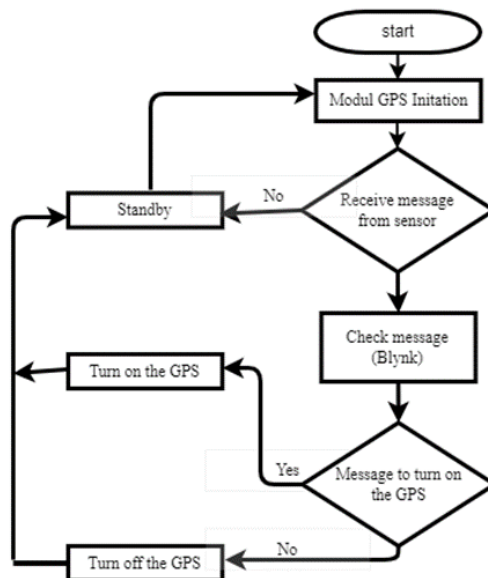 start
Modul GPS Initation
Receive message
from sensor
No
Standby
Check message
(Blynk)
Turn on the GPS
Yes
Message to turn on
the GPS
No
Turn off the GPS